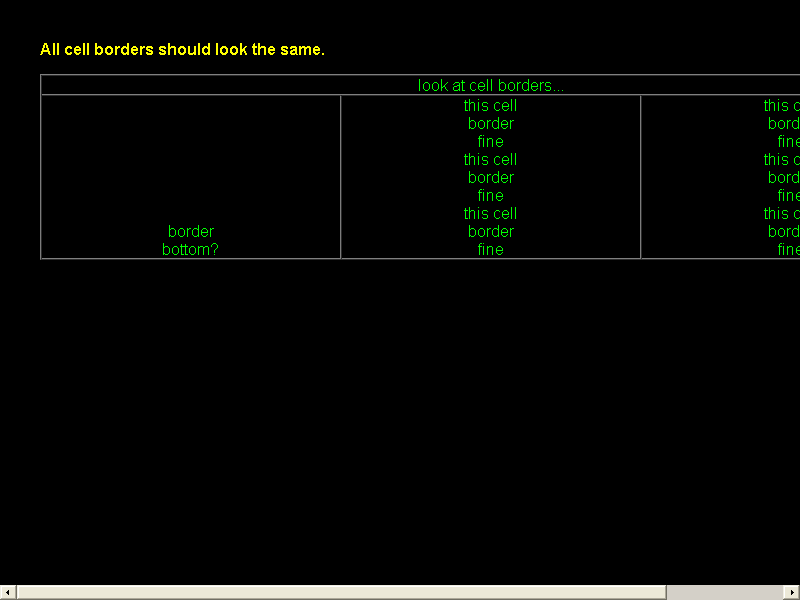 All cell borders should look the same.
look at cell borders...
border
bottom?
this cell
border
fine
this cell
border
fine
this cell
border
fine
this c
bord
fine
this c
bord
fine
this c
bord
fine